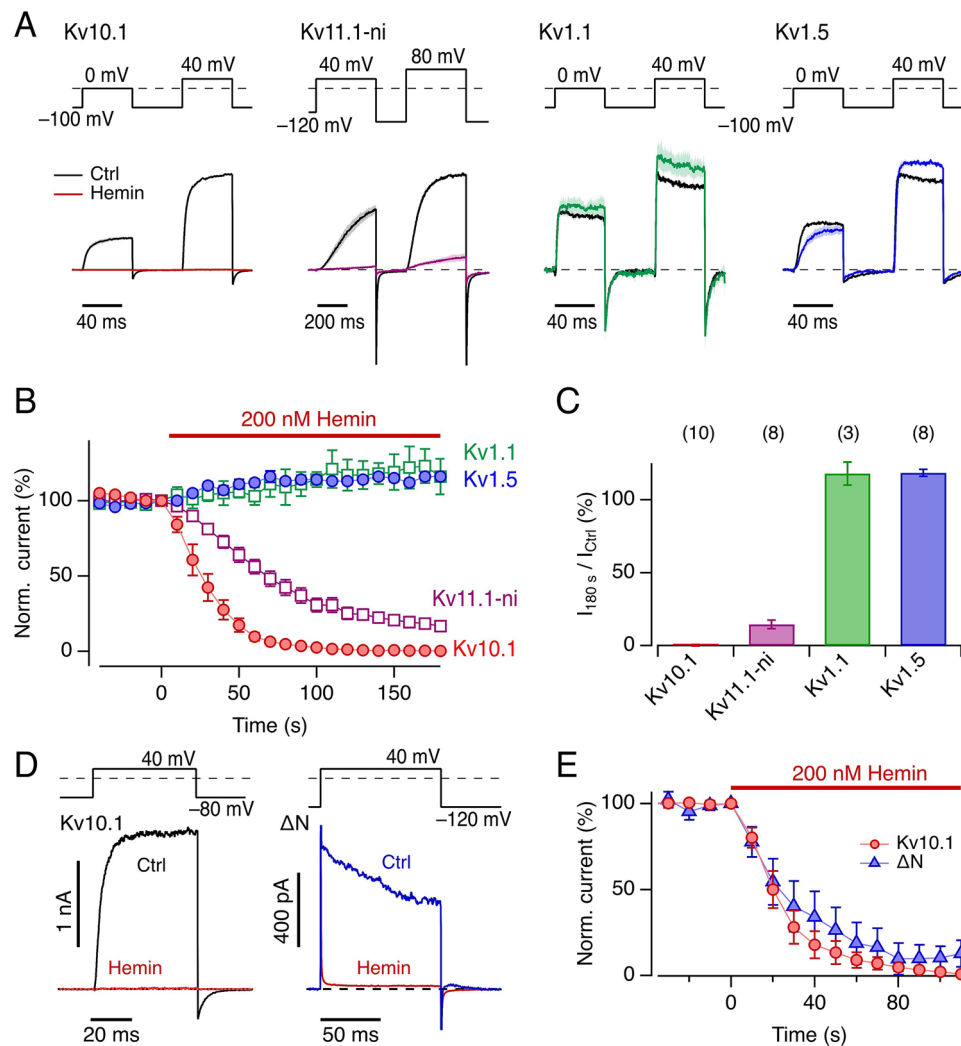 A
Kv10.1
Kv11.1-ni
Kv1.1
Kv1.5
0 mV
40 mV
–100 mV
40 mV
80 mV
–120 mV
0 mV
40 mV
0 mV
40 mV
–100 mV
Ctrl
Hemin
40 ms
200 ms
40 ms
40 ms
B
200 nM Hemin
Norm. current (%)
100
50
0
Kv1.1
Kv1.5
Kv11.1-ni
Kv10.1
0
50
100
150
Time (s)
C
(10)
(8)
(3)
(8)
I180 s / ICtrl (%)
100
50
0
Kv10.1
Kv11.1-ni
Kv1.1
Kv1.5
D
40 mV
–80 mV
Kv10.1
Ctrl
1 nA
Hemin
20 ms
40 mV
–120 mV
ΔN
Ctrl
400 pA
Hemin
50 ms
E
200 nM Hemin
Norm. current (%)
100
50
0
Kv10.1
ΔN
0
40
80
Time (s)